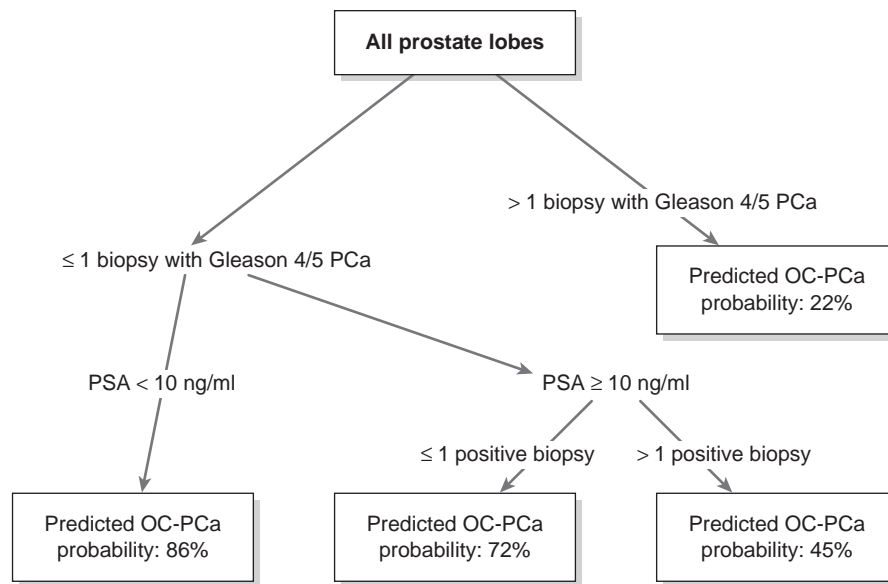 All prostate lobes
> 1 biopsy with Gleason 4/5 PCa
≤ 1 biopsy with Gleason 4/5 PCa
Predicted OC-PCa
probability: 22%
PSA < 10 ng/ml
PSA ≥ 10 ng/ml
≤ 1 positive biopsy
> 1 positive biopsy
Predicted OC-PCa
probability: 86%
Predicted OC-PCa
probability: 72%
Predicted OC-PCa
probability: 45%